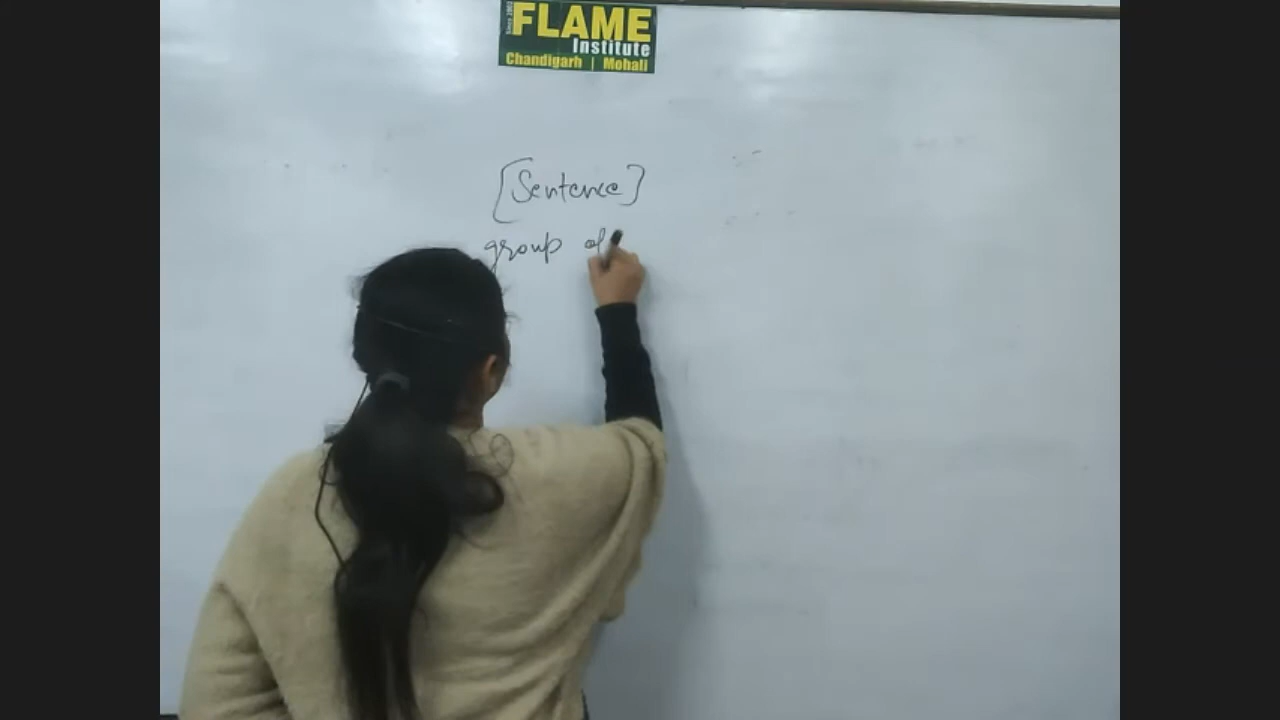 Since 2002
FLAME
Institute
Chandigarh | Mohali
[Sentence]
group of